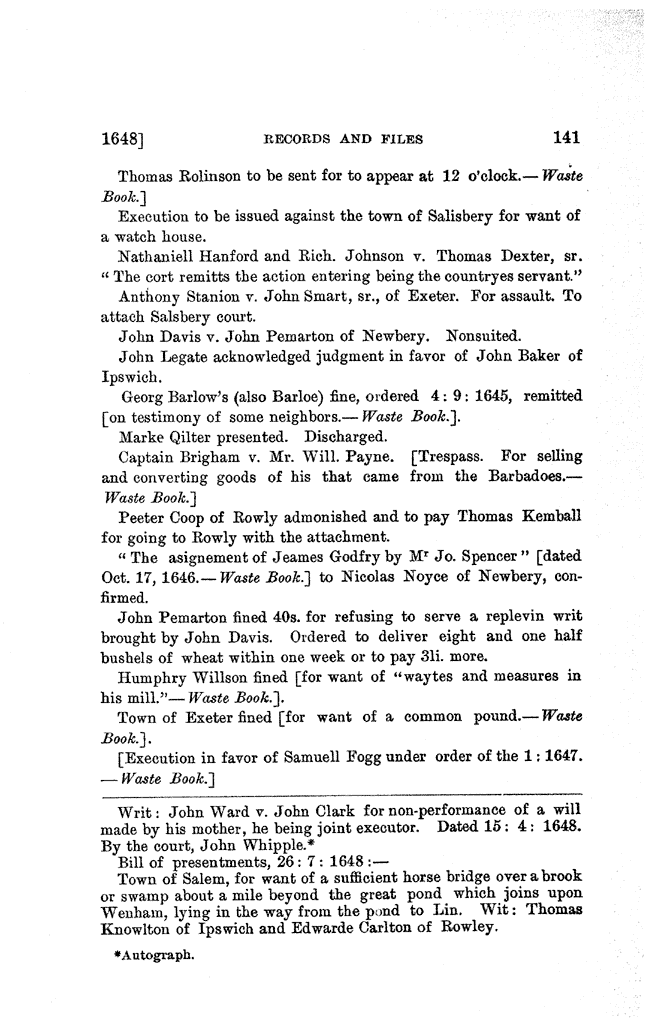 1648] RECORDS AND FILES 141
Thomas Rolinson to be sent for to appear at 12 o'clock.—Waste
Book.]
Execution to be issued against the town of Salisbery for want of
a watch house.
Nathaniell Hanford and Rich. Johnson v. Thomas Dexter, sr.
"The cort remitts the action entering being the countryes servant."
Anthony Stanion v. John Smart, sr., of Exeter. For assault. To
attach Salsbery court.
John Davis v. John Pemarton of Newbery. Nonsuited.
John Legate acknowledged judgment in favor of John Baker of
Ipswich.
Georg Barlow's (also Barloe) fine, ordered 4: 9: 1645, remitted
[on testimony of some neighbors.—Waste Book.].
Marke Qilter presented. Discharged.
Captain Brigham v. Mr. Will. Payne. [Trespass. For selling
and converting goods of his that came from the Barbadoes.—
Waste Book.]
Peeter Coop of Rowly admonished and to pay Thomas Kemball
for going to Rowly with the attachment.
"The asignement of Jeames Godfry by Mr Jo. Spencer" [dated
Oct. 17, 1646.—Waste Book.] to Nicolas Noyce of Newbery, con-
firmed.
John Pemarton fined 40s. for refusing to serve a replevin writ
brought by John Davis. Ordered to deliver eight and one half
bushels of wheat within one week or to pay 3li. more.
Humphry Willson fined [for want of "waytes and measures in
his mill."—Waste Book.].
Town of Exeter fined [for want of a common pound.—Waste
Book.].
[Execution in favor of Samuell Fogg under order of the 1: 1647.
—Waste Book.]
Writ: John Ward v. John Clark for non-performance of a will
made by his mother, he being joint executor. Dated 15: 4: 1648.
By the court, John Whipple.*
Bill of presentments, 26: 7: 1648:—
Town of Salem, for want of a sufficient horse bridge over a brook
or swamp about a mile beyond the great pond which joins upon
Wenham, lying in the way from the pond to Lin. Wit: Thomas
Knowlton of Ipswich and Edwarde Carlton of Rowley.
*Autograph.